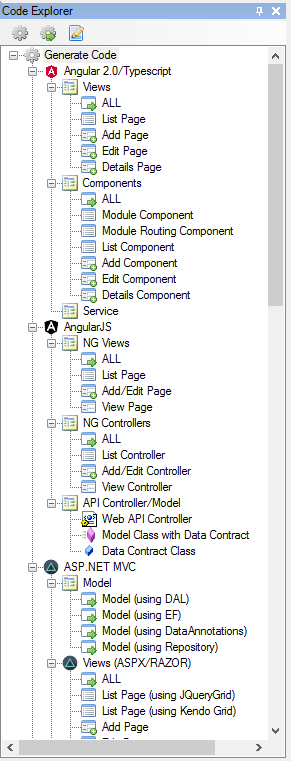 Code Explorer
Generate Code
Angular 2.0/Typescript
Views
ALL
List Page
Add Page
Edit Page
Details Page
Components
ALL
Module Component
Module Routing Component
List Component
Add Component
Edit Component
Details Component
Service
AngularJS
NG Views
ALL
List Page
Add/Edit Page
View Page
NG Controllers
ALL
List Controller
Add/Edit Controller
View Controller
API Controller/Model
Web API Controller
Model Class with Data Contract
Data Contract Class
ASP.NET MVC
Model
Model (using DAL)
Model (using EF)
Model (using DataAnnotations)
Model (using Repository)
Views (ASPX/RAZOR)
ALL
List Page (using JQueryGrid)
List Page (using Kendo Grid)
Add Page